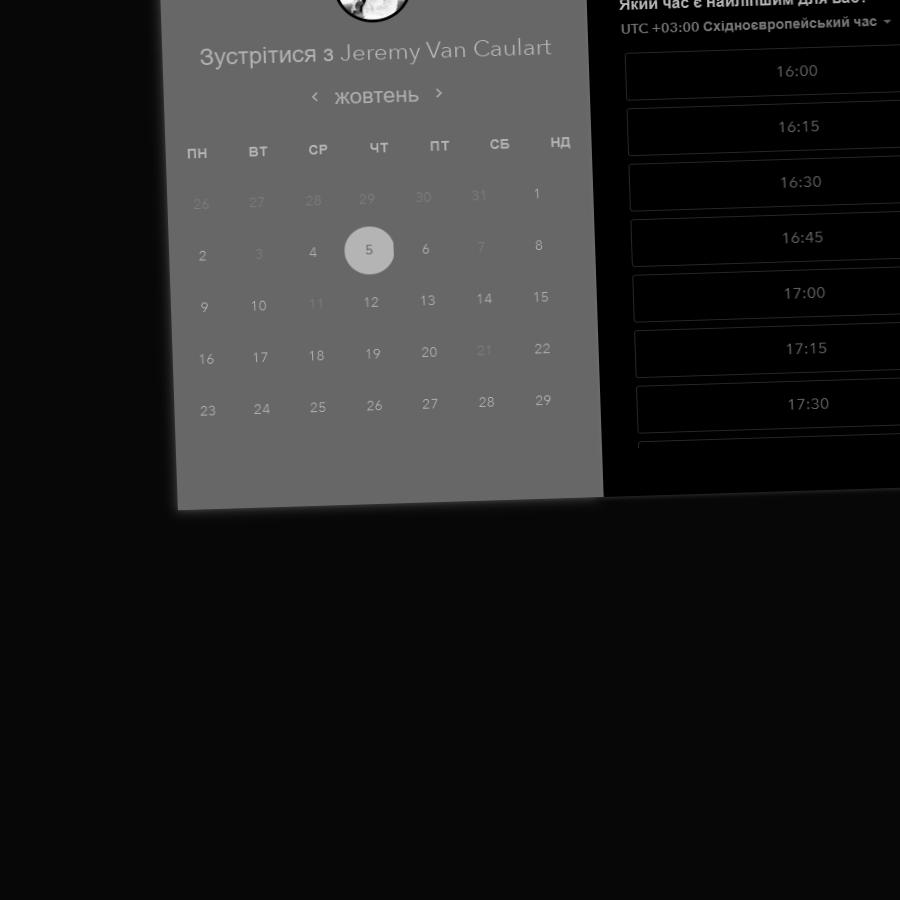 Зустрітися з Jeremy Van Caulart
жовтень
ПН ВТ СР ЧТ ПТ СБ НД
26 27 28 29 30 31 1
2 3 4 5 6 7 8
9 10 11 12 13 14 15
16 17 18 19 20 21 22
23 24 25 26 27 28 29
Який час є найліпшим для вас?
UTC +03:00 Східноєвропейський час
16:00
16:15
16:30
16:45
17:00
17:15
17:30